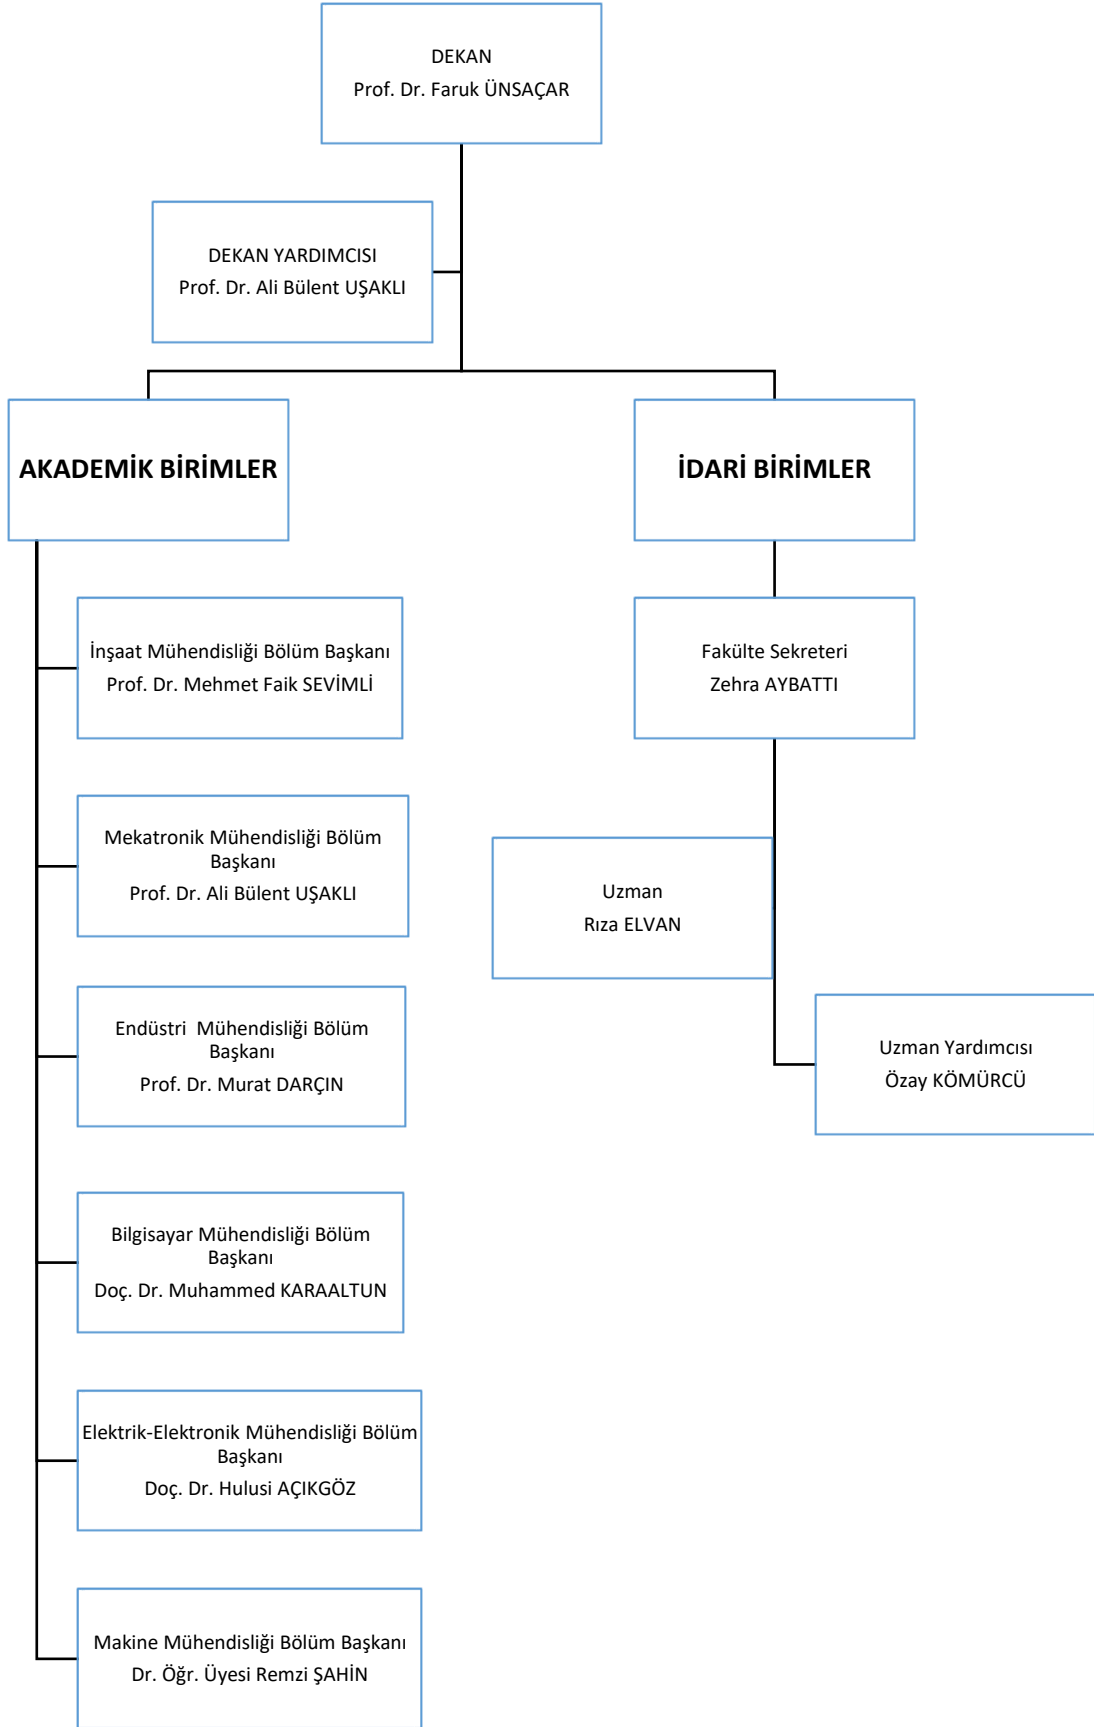 DEKAN
Prof. Dr. Faruk ÜNSAÇAR
DEKAN YARDIMCISI
Prof. Dr. Ali Bülent UŞAKLI
AKADEMİK BİRİMLER
İnşaat Mühendisliği Bölüm Başkanı
Prof. Dr. Mehmet Faik SEVİMLİ
Mekatronik Mühendisliği Bölüm
Başkanı
Prof. Dr. Ali Bülent UŞAKLI
Endüstri  Mühendisliği Bölüm
Başkanı
Prof. Dr. Murat DARÇIN
Bilgisayar Mühendisliği Bölüm
Başkanı
Doç. Dr. Muhammed KARAALTUN
Elektrik-Elektronik Mühendisliği Bölüm
Başkanı
Doç. Dr. Hulusi AÇIKGÖZ
Makine Mühendisliği Bölüm Başkanı
Dr. Öğr. Üyesi Remzi ŞAHİN
İDARİ BİRİMLER
Fakülte Sekreteri
Zehra AYBATTI
Uzman
Rıza ELVAN
Uzman Yardımcısı
Özay KÖMÜRCÜ